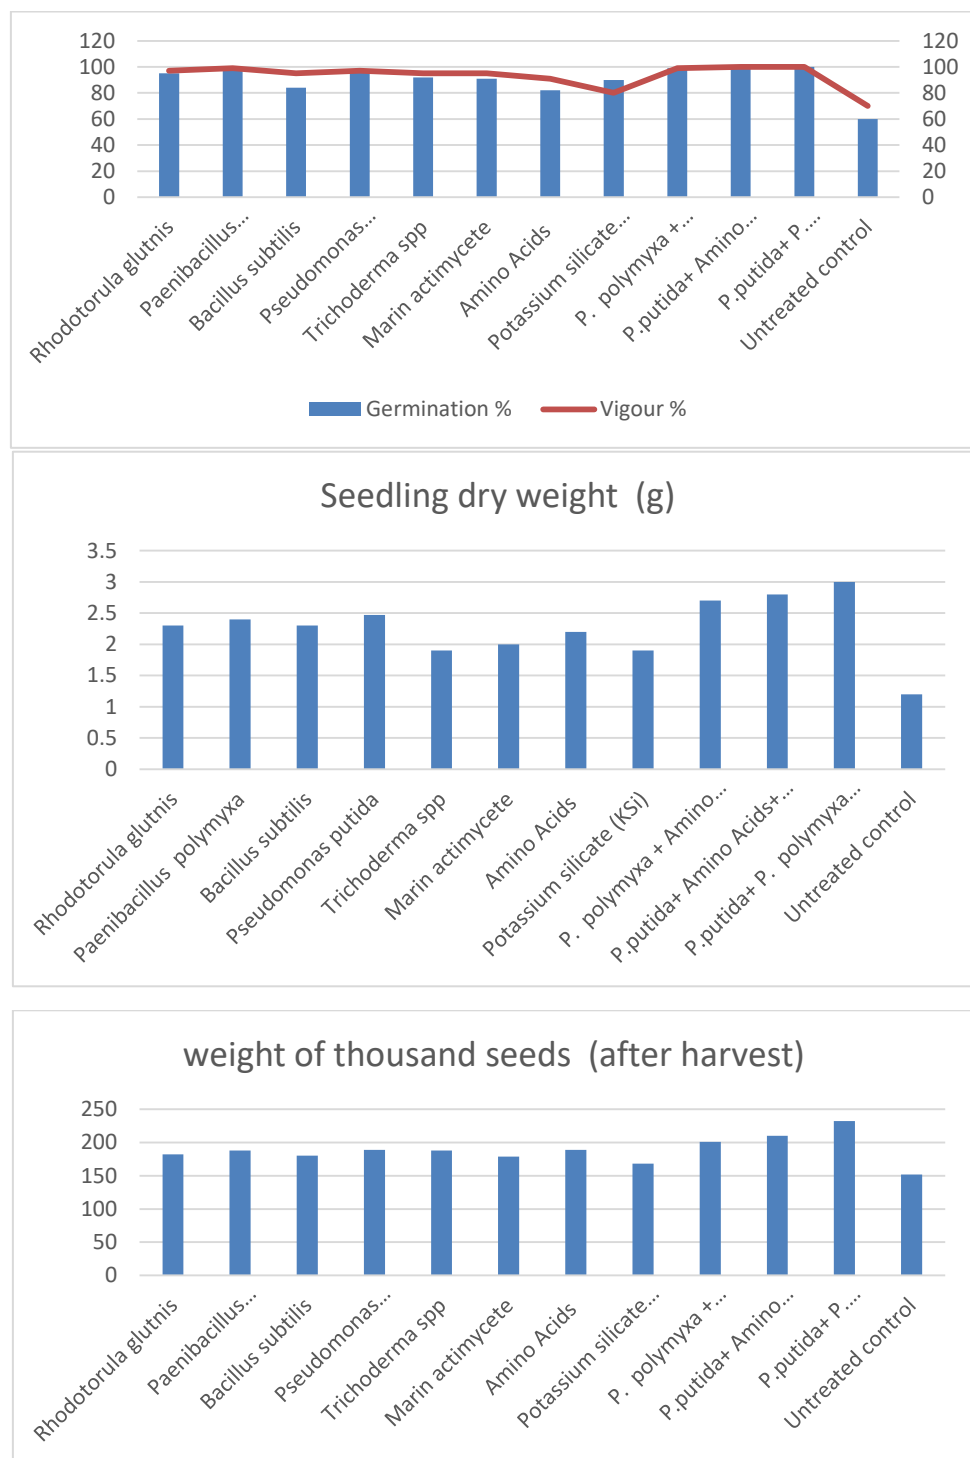 120 120
100 100
80 80
60 60
40 40
20 20
0 0
Rhodotorula glutnis
Paenibacillus...
Bacillus subtilis
Pseudomonas...
Trichoderma spp
Marin actimycete
Amino Acids
Potassium silicate...
P. polymyxa +...
P.putida+ Amino...
P.putida+ P....
Untreated control
Germination % Vigour %
Seedling dry weight (g)
3.5
3
2.5
2
1.5
1
0.5
0
Rhodotorula glutnis
Paenibacillus polymyxa
Bacillus subtilis
Pseudomonas putida
Trichoderma spp
Marin actimycete
Amino Acids
Potassium silicate (KSi)
P. polymyxa + Amino...
P.putida+ Amino Acids+...
P.putida+ P. polymyxa...
Untreated control
weight of thousand seeds (after harvest)
250
200
150
100
50
0
Rhodotorula glutnis
Paenibacillus...
Bacillus subtilis
Pseudomonas...
Trichoderma spp
Marin actimycete
Amino Acids
Potassium sillicate...
P. polymyxa +...
P.putida+ Amino...
P.putida+ P....
Untreated control